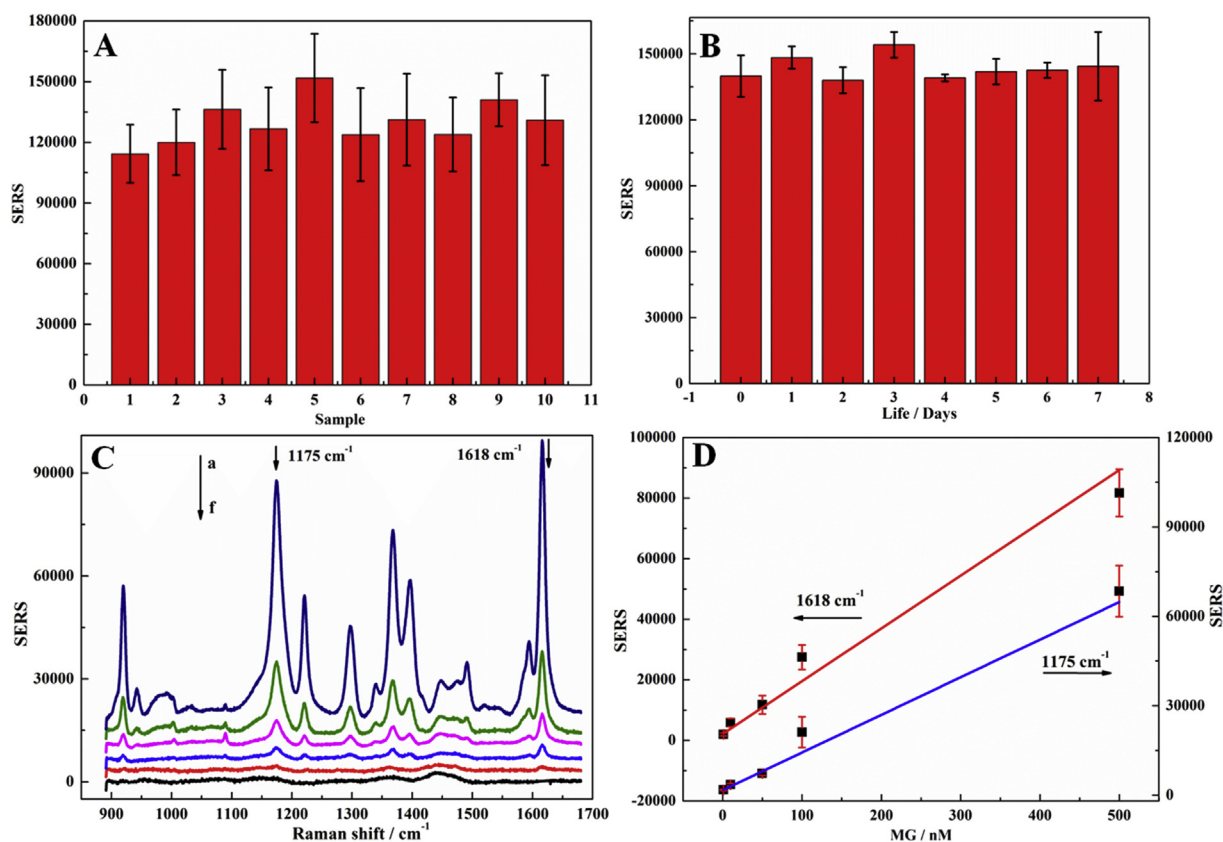 A
SERS
180000
150000
120000
90000
60000
30000
0
1 2 3 4 5 6 7 8 9 10 11
Sample
B
SERS
150000
120000
90000
60000
30000
0
-1 0 1 2 3 4 5 6 7 8
Life / Days
C
a
f
1175 cm-1
1618 cm-1
SERS
90000
60000
30000
0
900 1000 1100 1200 1300 1400 1500 1600 1700
Raman shift / cm-1
D
SERS
100000
80000
60000
40000
20000
0
-20000
1618 cm-1
1175 cm-1
120000
90000
60000
30000
0
SERS
0 100 200 300 400 500
MG / nM